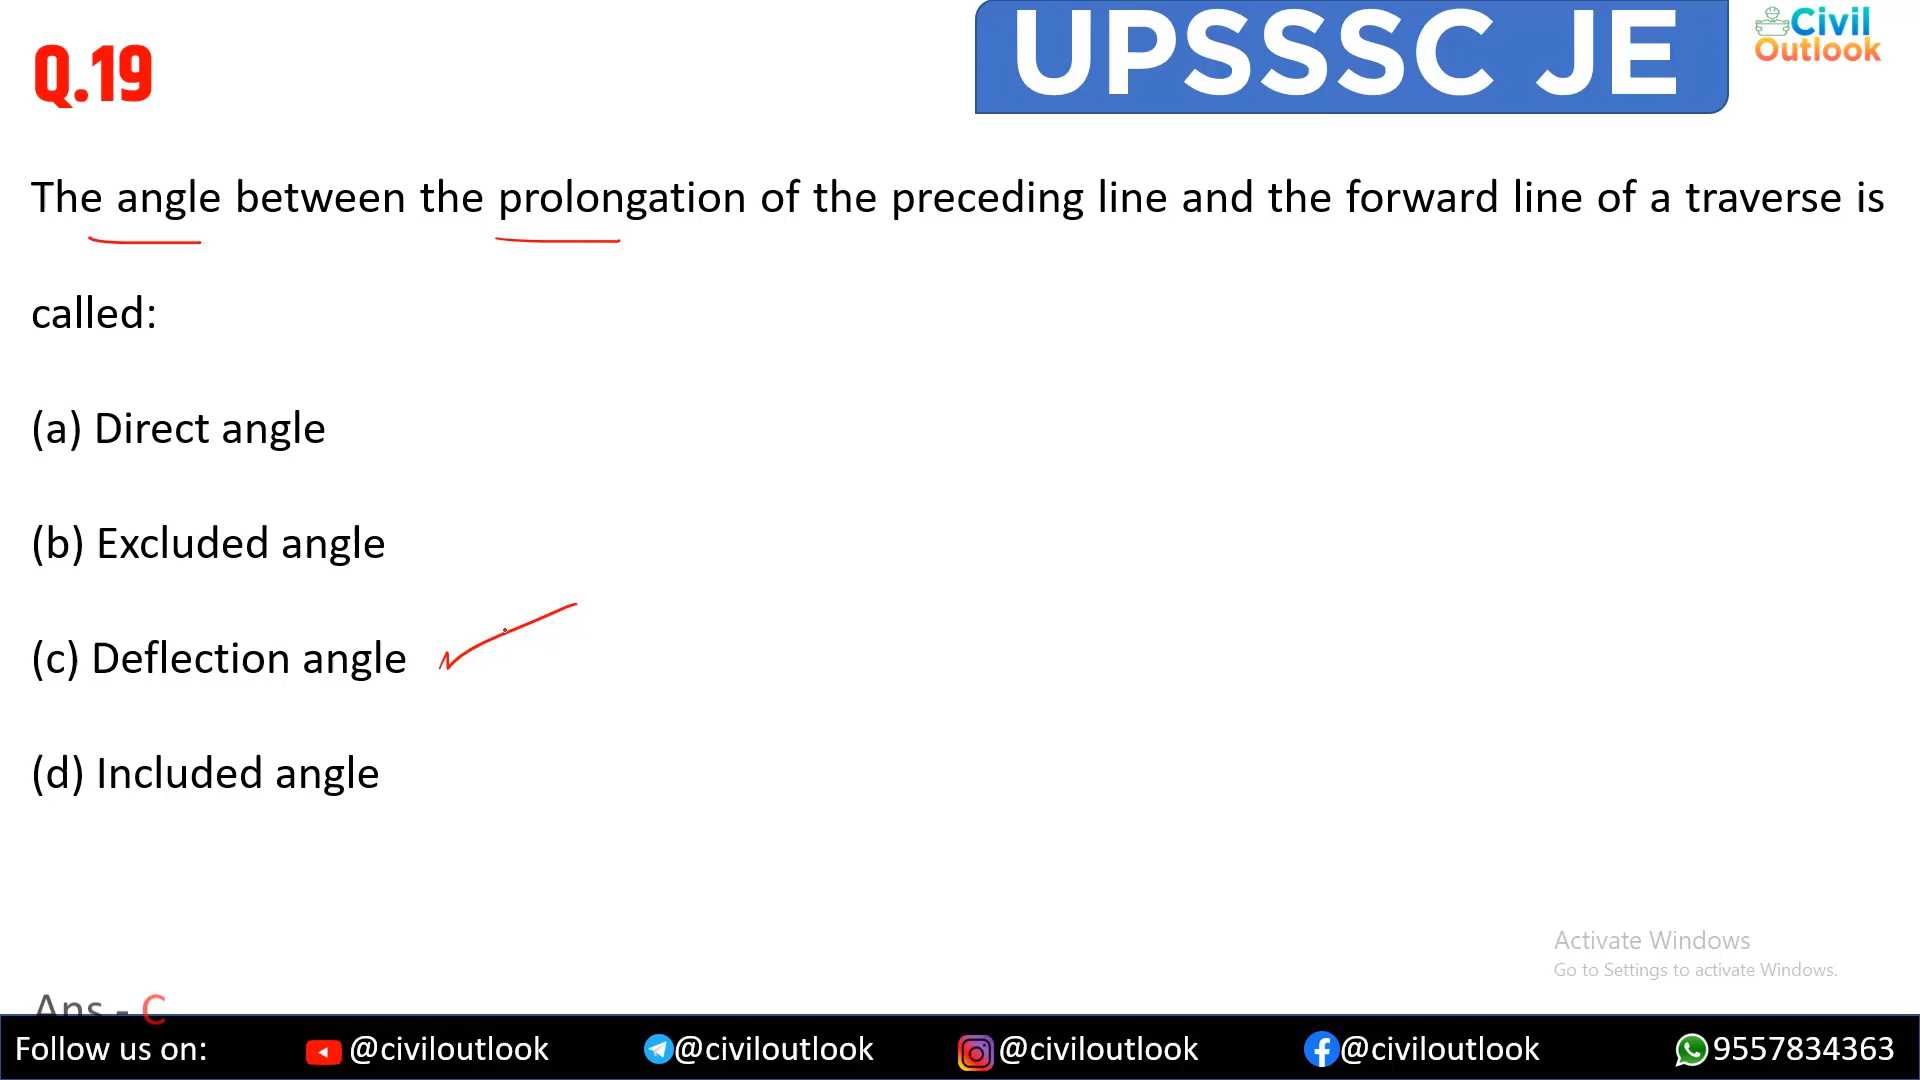 Q.19
UPSSSC JE
Civil
Outlook
The angle between the prolongation of the preceding line and the forward line of a traverse is
called:
(a) Direct angle
(b) Excluded angle
(c) Deflection angle
(d) Included angle
Activate Windows
Go to Settings to activate Windows.
Ans - C
Follow us on: @civiloutlook @civiloutlook @civiloutlook @civiloutlook 9557834363